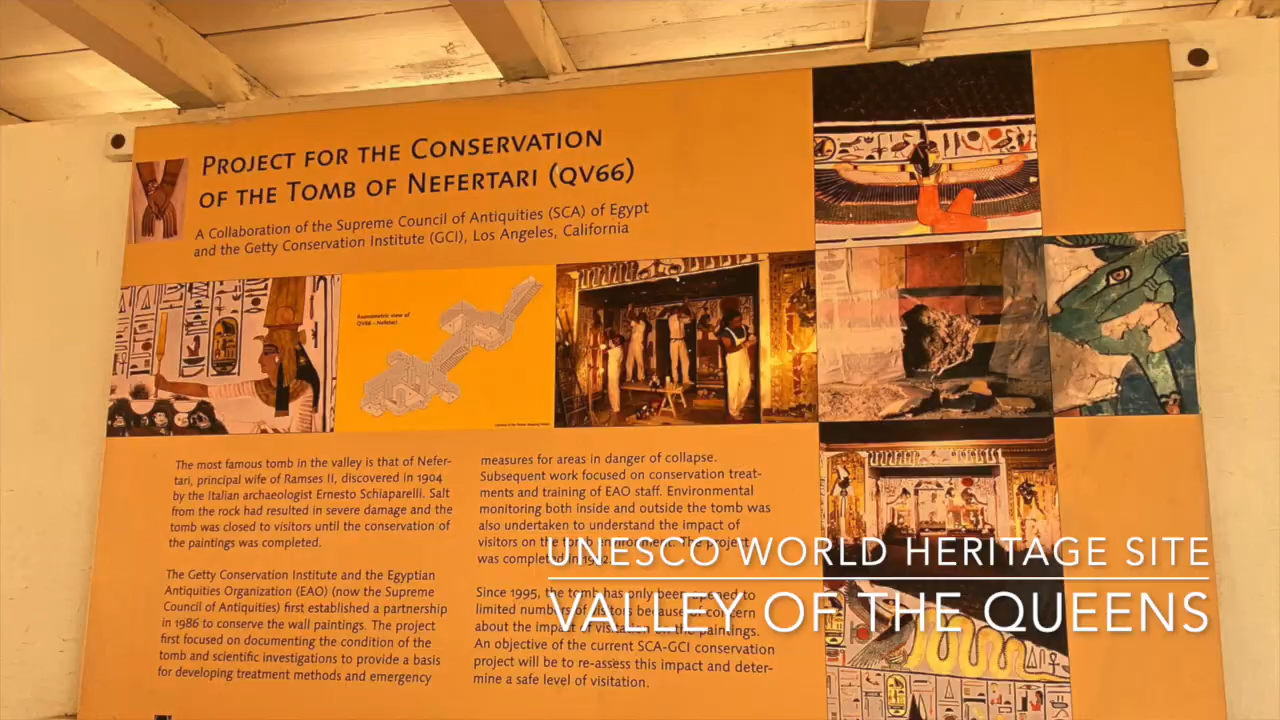 PROJECT FOR THE CONSERVATION
OF THE TOMB OF NEFERTARI (QV66)
A Collaboration of the Supreme Council of Antiquities (SCA) of Egypt
and the Getty Conservation Institute (GCI), Los Angeles, California
Axonometric view of
QV66 - Nefertari
The most famous tomb in the valley is that of Nefer-
tari, principal wife of Ramses II, discovered in 1904
by the Italian archaeologist Ernesto Schiaparelli. Salt
from the rock had resulted in severe damage and the
tomb was closed to visitors until the conservation of
the paintings was completed.
The Getty Conservation Institute and the Egyptian
Antiquities Organization (EAO) (now the Supreme
Council of Antiquities) first established a partnership
in 1986 to conserve the wall paintings. The project
first focused on documenting the condition of the
tomb and scientific investigations to provide a basis
for developing treatment methods and emergency
measures for areas in danger of collapse.
Subsequent work focused on conservation treat-
ments and training of EAO staff. Environmental
monitoring both inside and outside the tomb was
also undertaken to understand the impact of
visitors on the tomb environment. The project
was completed in 1992.
Since 1995, the tomb has only been opened to
limited numbers of visitors because of concern
about the impact of visitation on the paintings.
An objective of the current SCA-GCI conservation
project will be to re-assess this impact and deter-
mine a safe level of visitation.
UNESCO WORLD HERITAGE SITE
VALLEY OF THE QUEENS